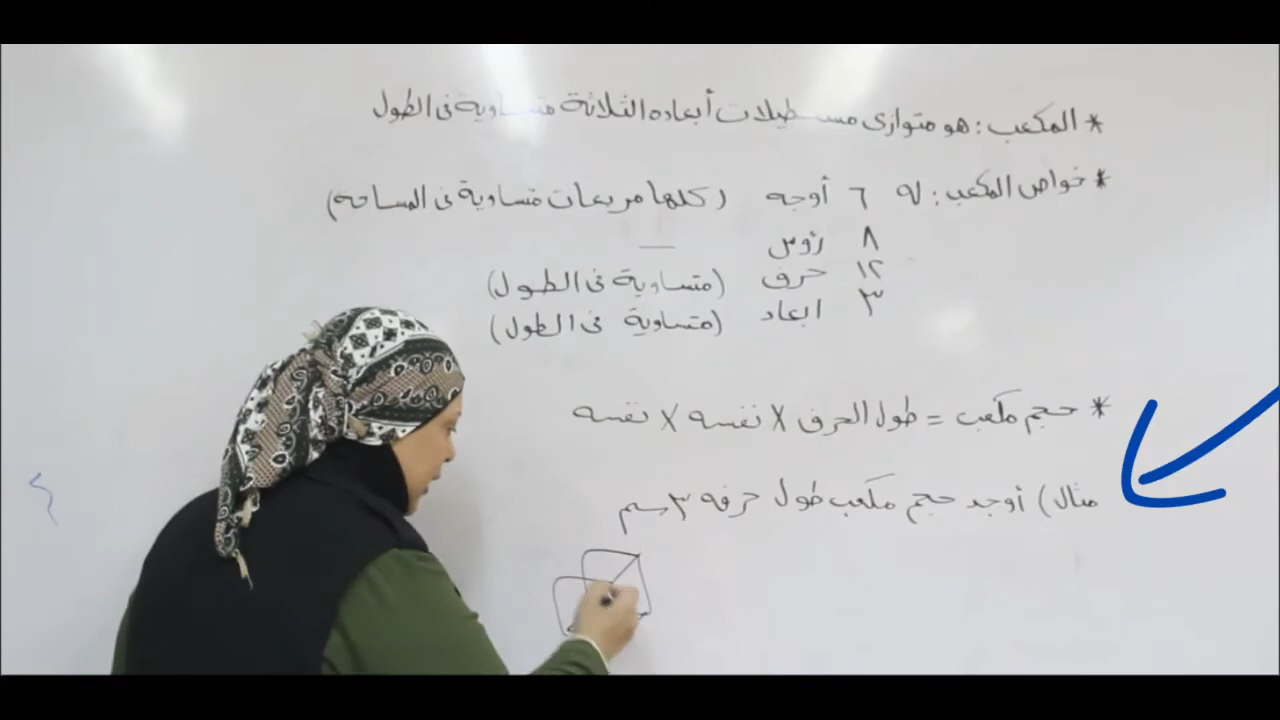 * المكعب : هو متوازى مستطيلات أبعاده الثلاثة متساوية فى الطول
* خواص المكعب : له ٦ أوجه (كلها مربعات متساوية فى المساحة)
٨ رؤس —
١٢ حرف (متساوية فى الطول)
٣ ابعاد (متساوية فى الطول)
* حجم مكعب = طول الحرف X نفسه X نفسه
مثال) أوجد حجم مكعب طول حرفه ٣ سم